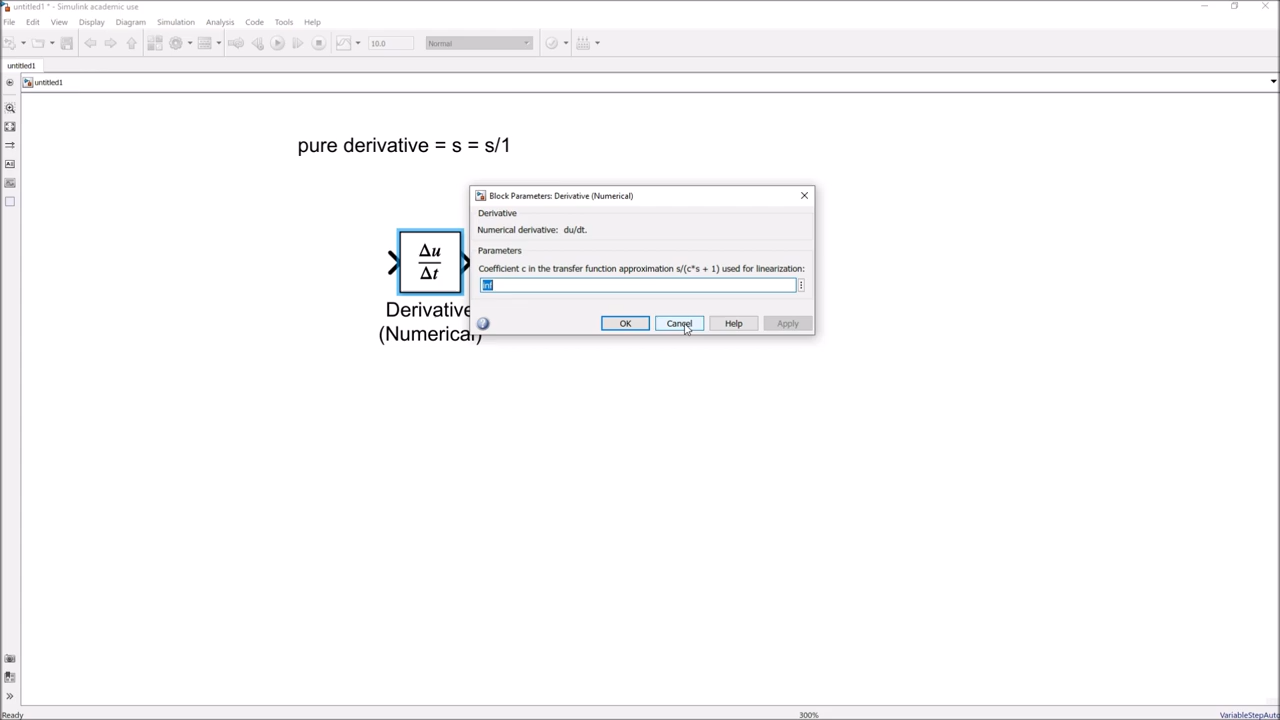 untitled1 * - Simulink academic use
File Edit View Display Diagram Simulation Analysis Code Tools Help
10.0 Normal
untitled1
untitled1
pure derivative = s = s/1
Block Parameters: Derivative (Numerical)
Derivative
Numerical derivative: du/dt.
Parameters
Coefficient c in the transfer function approximation s/(c*s + 1) used for linearization:
inf
OK Cancel Help Apply
Δu
Δt
Derivative
(Numerical)
Ready 300% VariableStepAuto